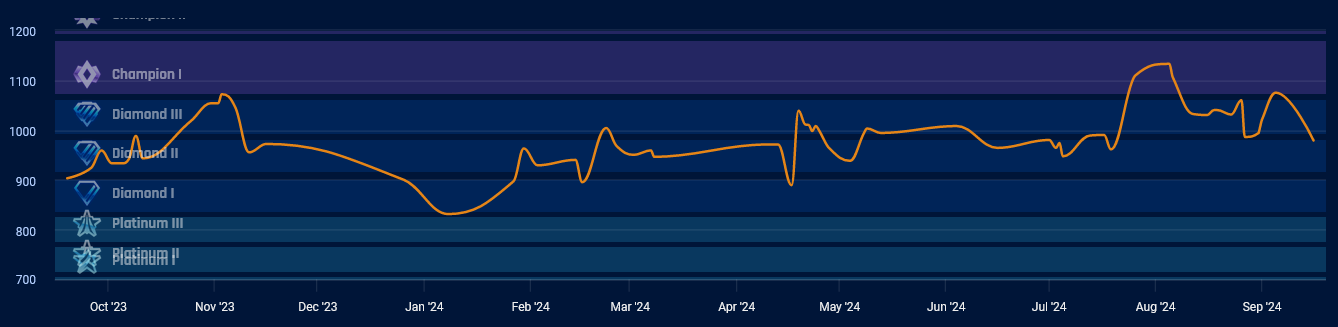 1200
1100
Champion I
Diamond III
1000
Diamond II
900
Diamond I
Platinum III
800
Platinum II
Platinum I
700
Oct '23 Nov '23 Dec '23 Jan '24 Feb '24 Mar '24 Apr '24 May '24 Jun '24 Jul '24 Aug '24 Sep '24